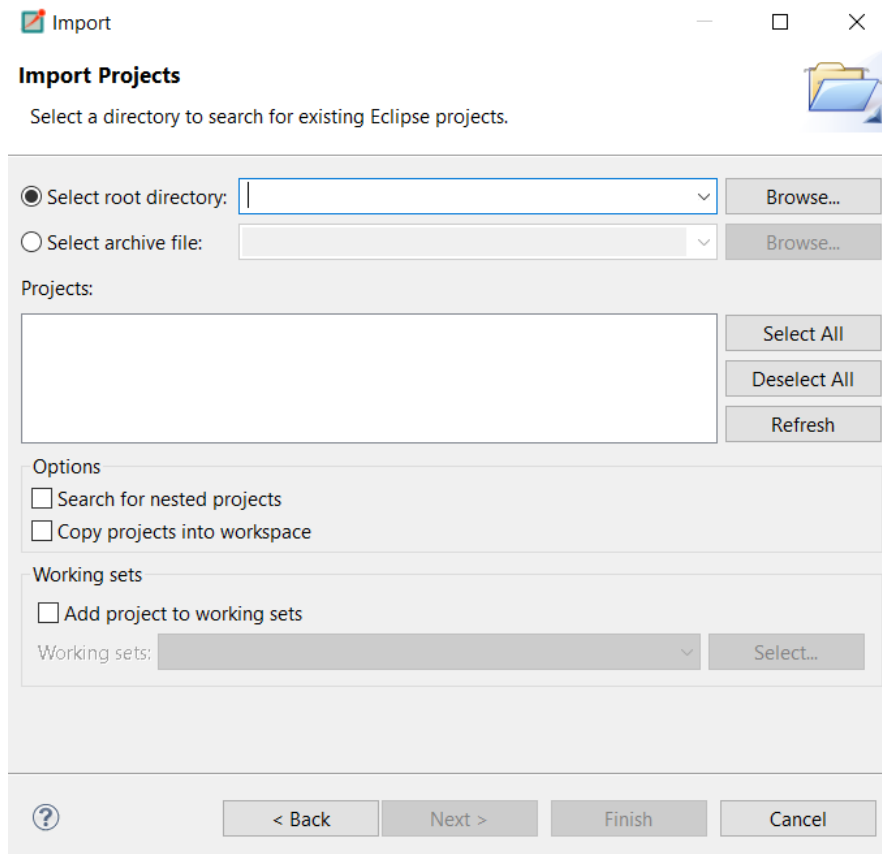 Import
Import Projects
Select a directory to search for existing Eclipse projects.
Select root directory: Browse...
Select archive file: Browse...
Projects:
Select All
Deselect All
Refresh
Options
Search for nested projects
Copy projects into workspace
Working sets
Add project to working sets
Working sets: Select...
? < Back Next > Finish Cancel